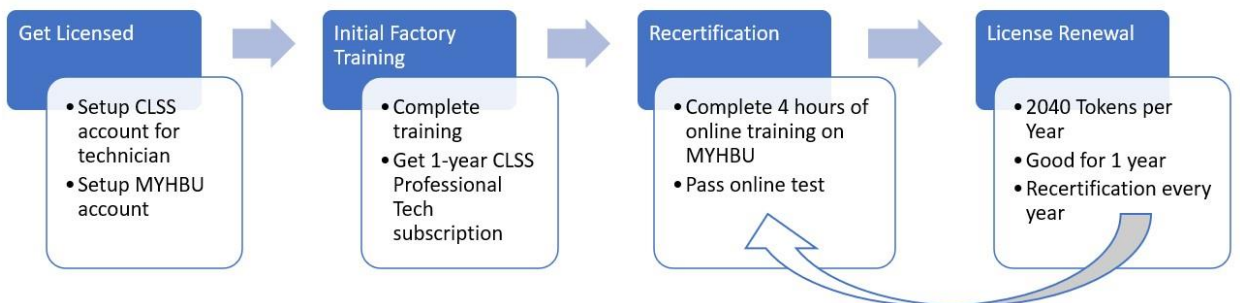 Get Licensed
• Setup CLSS
account for
technician
• Setup MYHBU
account
Initial Factory
Training
• Complete
training
• Get 1-year CLSS
Professional
Tech
subscription
Recertification
• Complete 4 hours of
online training on
MYHBU
• Pass online test
License Renewal
• 2040 Tokens per
Year
• Good for 1 year
• Recertification every
year